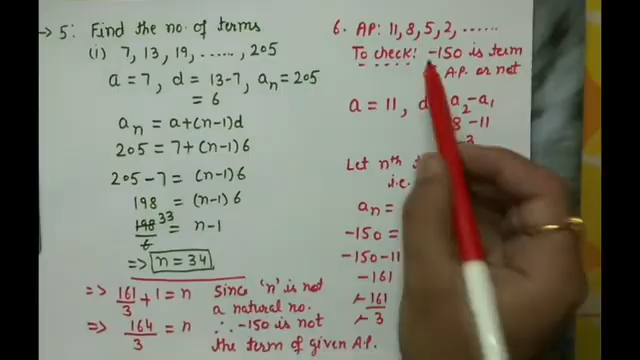 → 5: Find the no. of terms
(i) 7, 13, 19, ......, 205
a = 7, d = 13-7, an = 205
= 6
an = a+(n-1)d
205 = 7+(n-1)6
205-7 = (n-1)6
198 = (n-1)6
198 33 / 6 = n-1
=> n = 34
=> 161/3 + 1 = n
=> 164/3 = n
6. AP: 11, 8, 5, 2, ......
To check: -150 is term
A.P. or not
a = 11, d a2 - a1
8 - 11
-3
Let nth
i.e.
an =
-150 =
-150-11
-161
-161
-3
Since 'n' is not
a natural no.
∴ -150 is not
the term of given A.P.